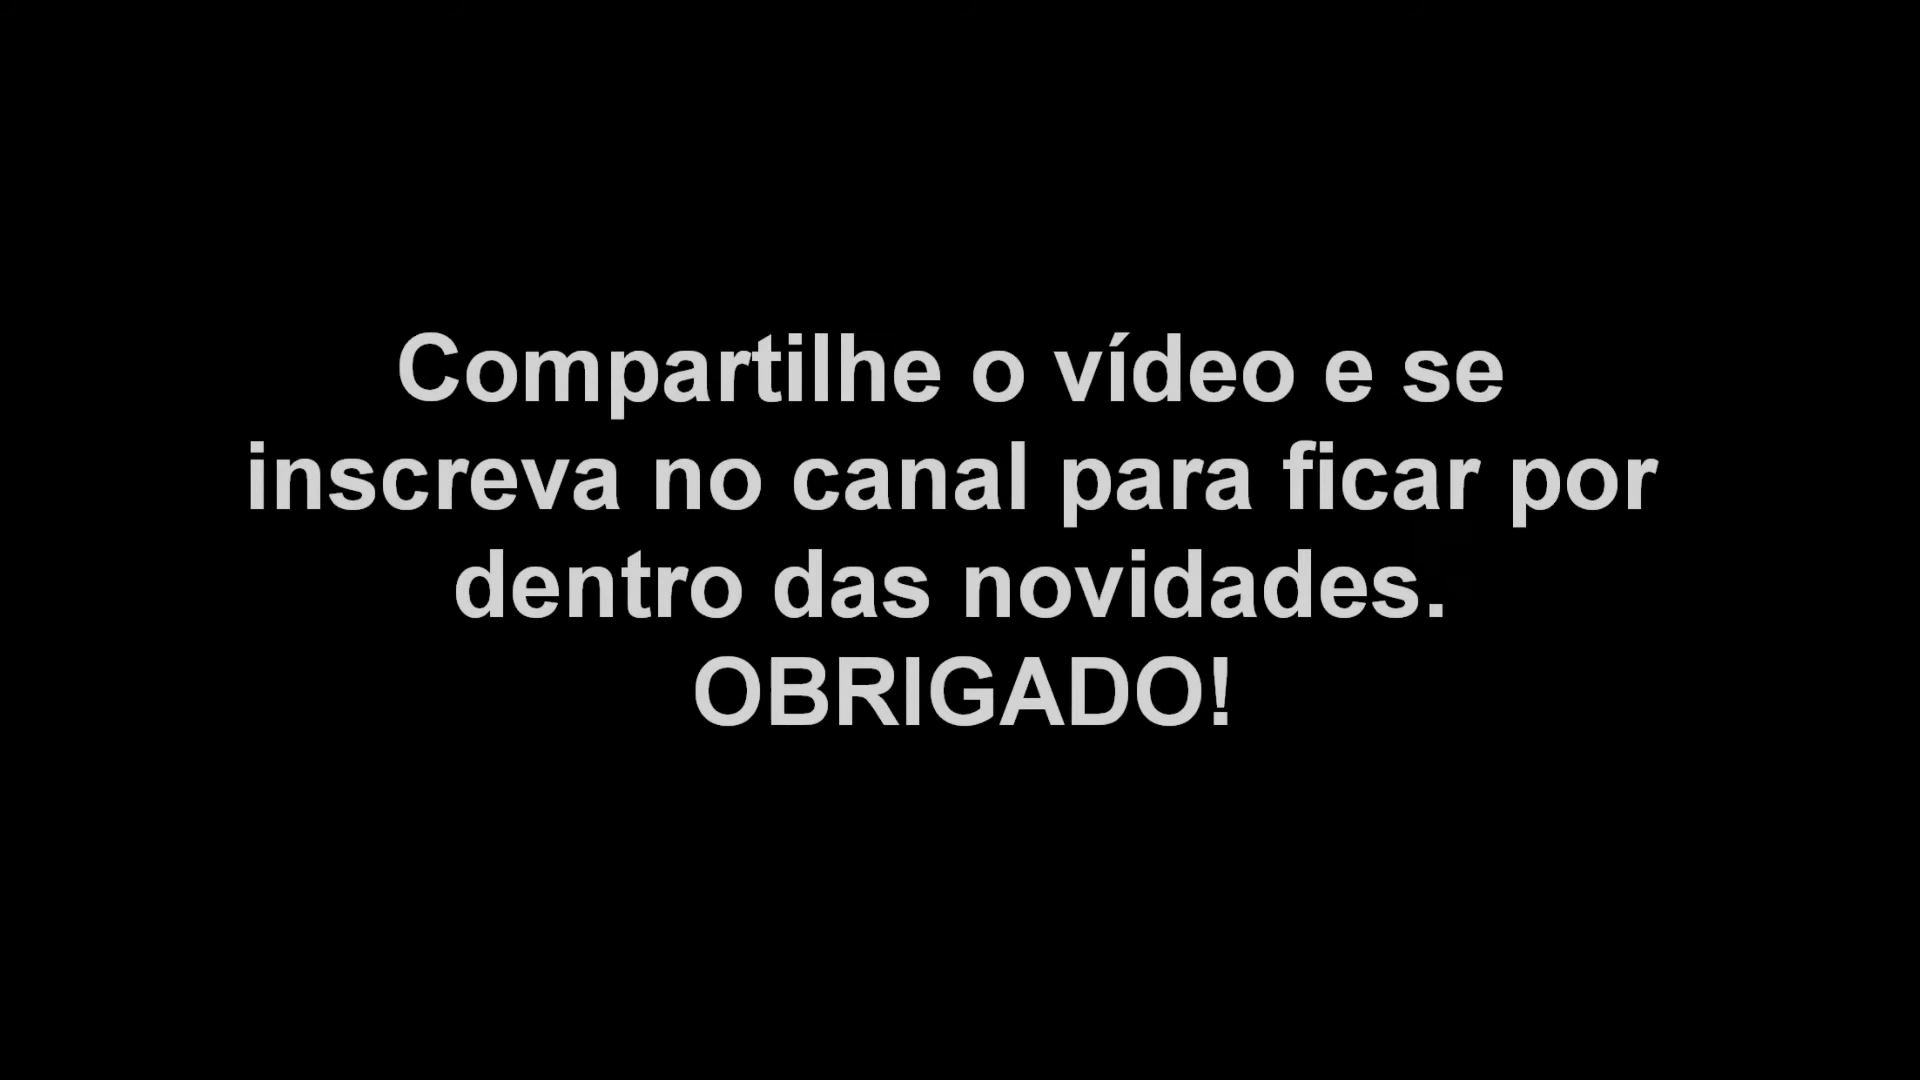 Compartilhe o vídeo e se
inscreva no canal para ficar por
dentro das novidades.
OBRIGADO!